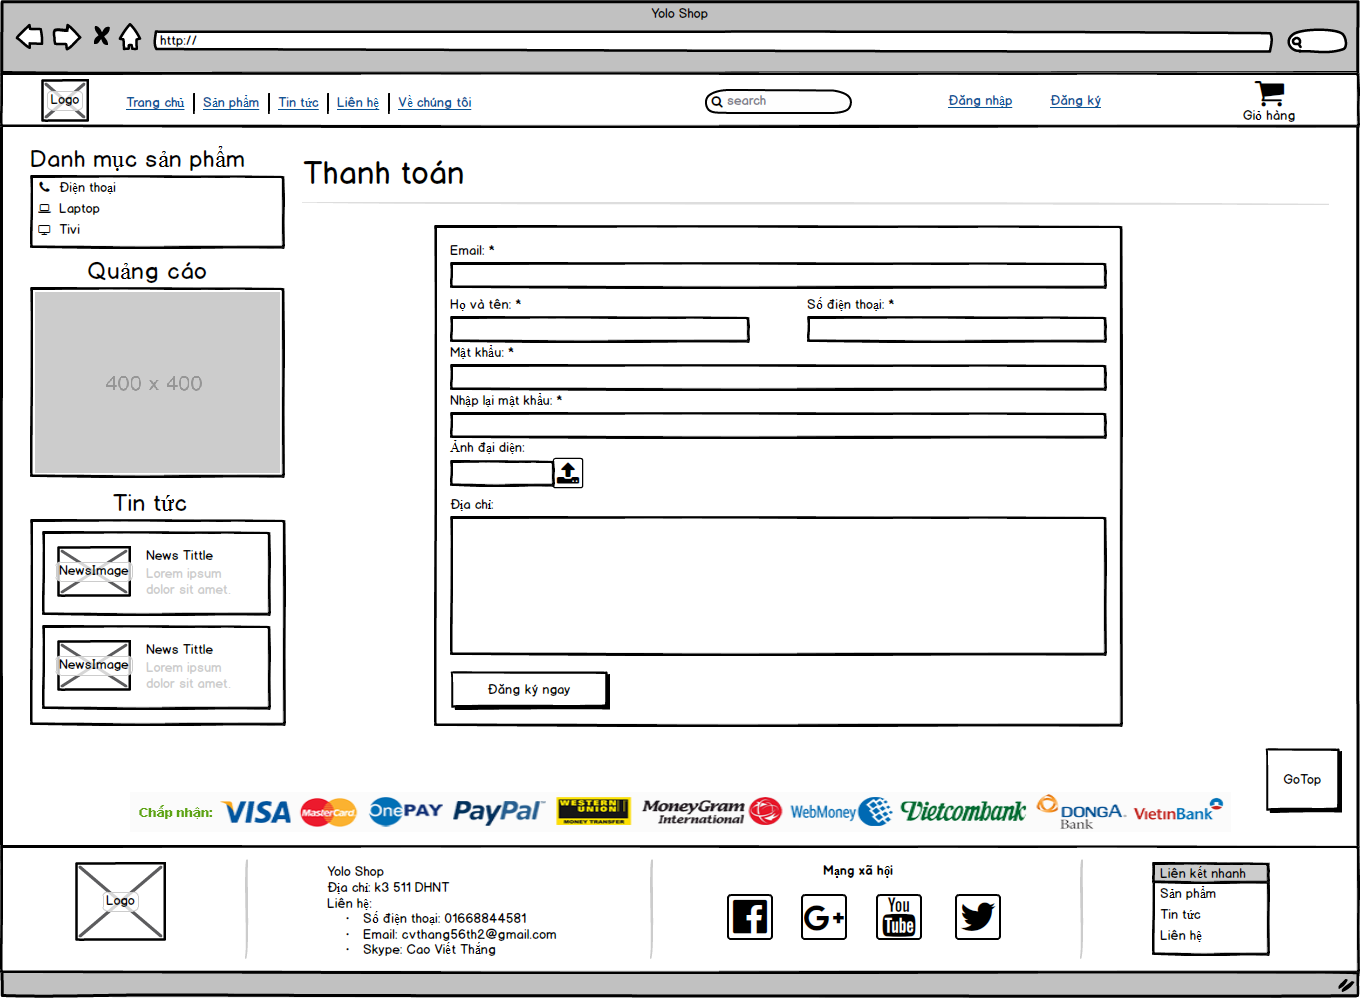 Yolo Shop
http://
Logo
Trang chủ
Sản phẩm
Tin tức
Liên hệ
Về chúng tôi
search
Đăng nhập
Đăng ký
Giỏ hàng
Danh mục sản phẩm
Điện thoại
Laptop
Tivi
Quảng cáo
400 x 400
Tin tức
NewsImage
News Tittle
Lorem ipsum
dolor sit amet.
NewsImage
News Tittle
Lorem ipsum
dolor sit amet.
Thanh toán
Email: *
Họ và tên: *
Số điện thoại: *
Mật khẩu: *
Nhập lại mật khẩu: *
Ảnh đại diện:
Địa chỉ:
Đăng ký ngay
GoTop
Chấp nhận:
VISA
MasterCard
OnePAY
PayPal
WESTERN
UNION
MONEY TRANSFER
MoneyGram
International
WebMoney
Vietcombank
DONGA
Bank
VietinBank
Logo
Yolo Shop
Địa chỉ: k3 511 DHNT
Liên hệ:
· Số điện thoại: 01668844581
· Email: cvthang56th2@gmail.com
· Skype: Cao Viết Thắng
Mạng xã hội
G+
You
Tube
Liên kết nhanh
Sản phẩm
Tin tức
Liên hệ